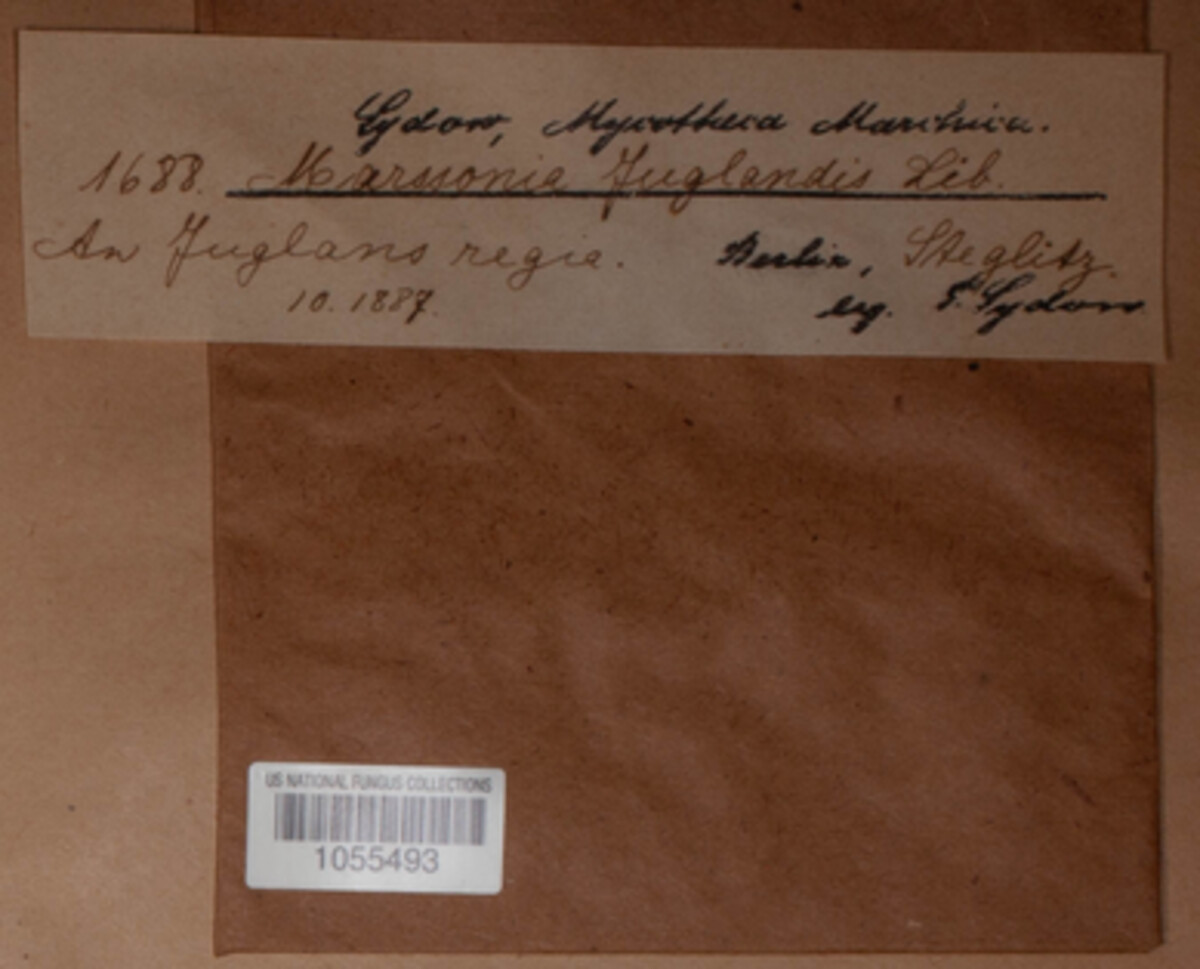 Sydow, Mycotheca Marchica.
1688. Marssonia Juglandis Lib.
An Juglans regia. Berlin, Steglitz.
10. 1887. leg. P. Sydow
US NATIONAL FUNGUS COLLECTIONS
1055493